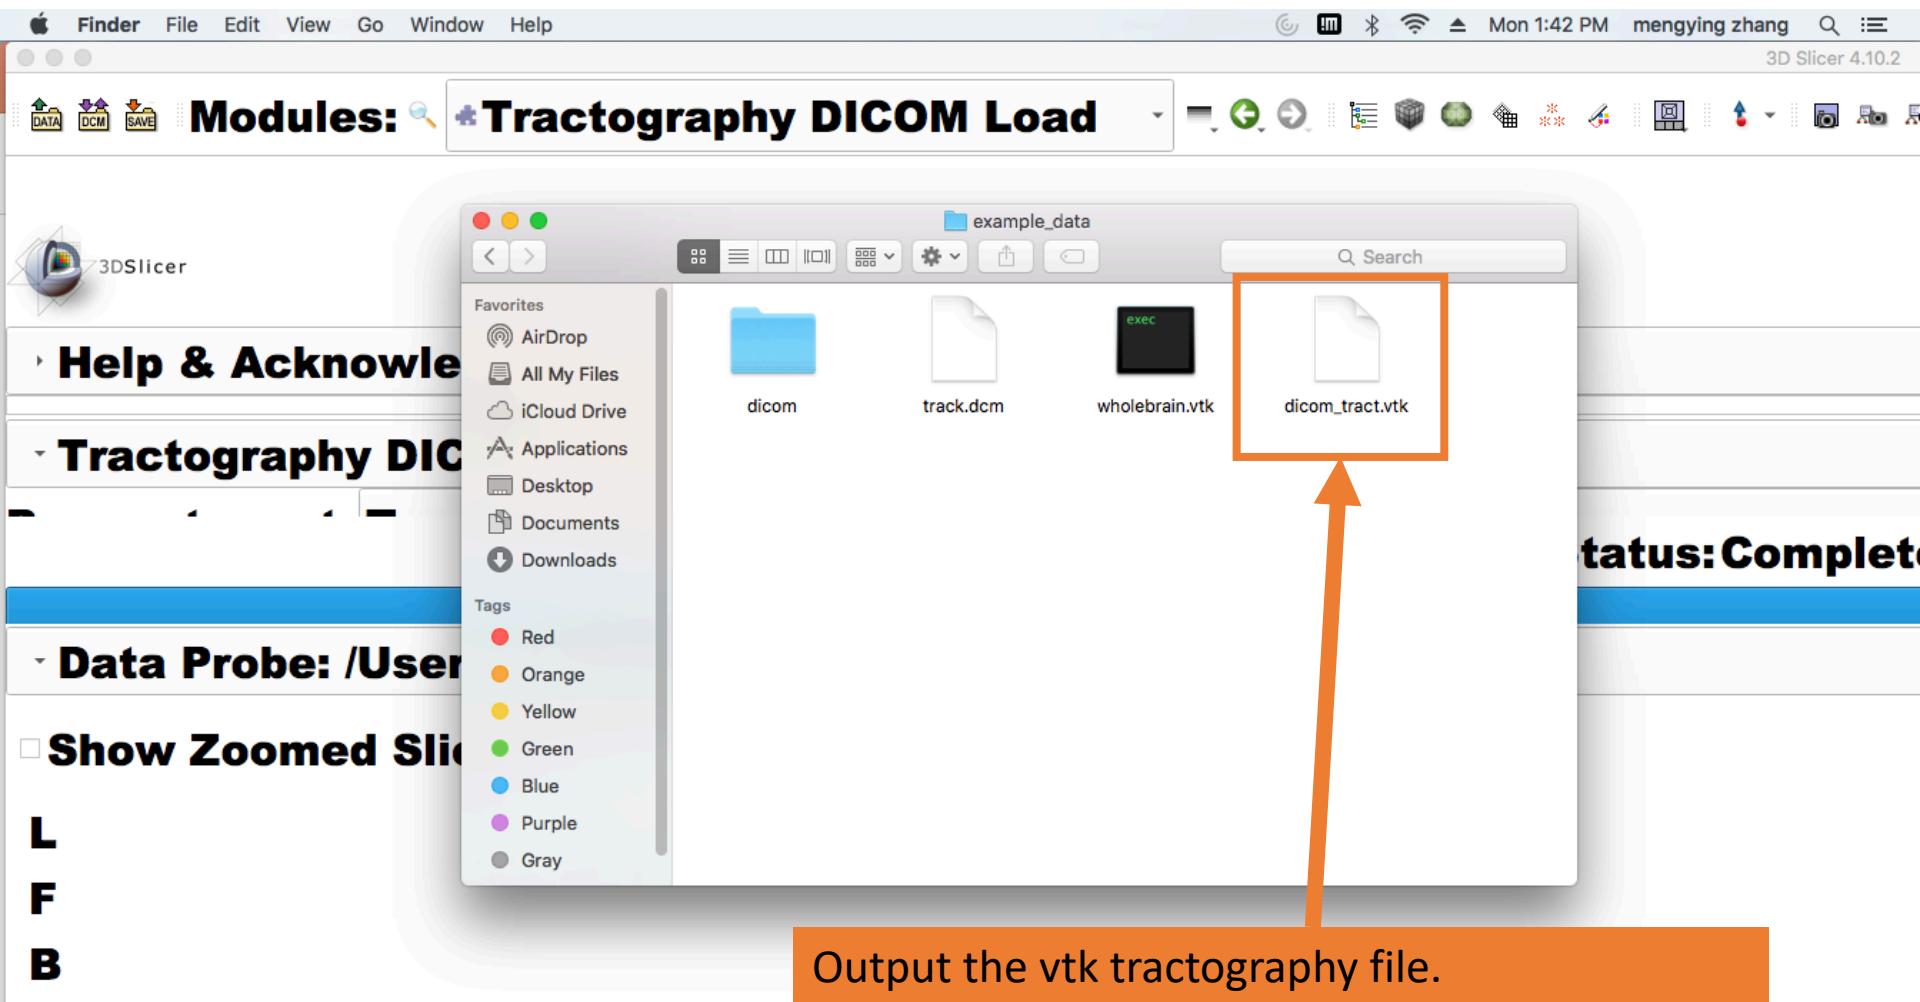 Finder File Edit View Go Window Help Mon 1:42 PM mengying zhang
3D Slicer 4.10.2
DATA DCM SAVE Modules: Tractography DICOM Load
example_data
3DSlicer
Search
Favorites
AirDrop
All My Files
iCloud Drive
Applications
Desktop
Documents
Downloads
Tags
Red
Orange
Yellow
Green
Blue
Purple
Gray
exec
dicom track.dcm wholebrain.vtk dicom_tract.vtk
Help & Acknowle
Tractography DIC
tatus: Complet
Data Probe: /User
Show Zoomed Sli
L
F
B
Output the vtk tractography file.